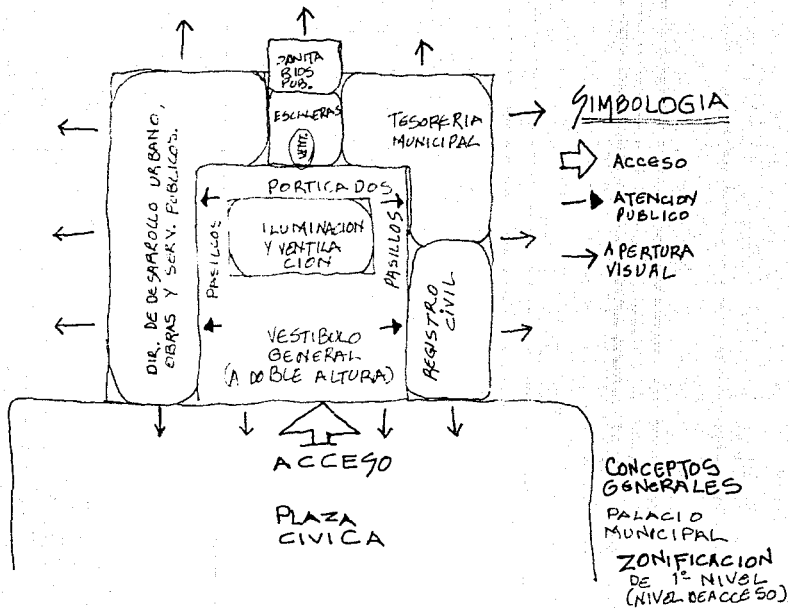 SANITA
RIOS
PUB.
ESCALERAS
VENT.
TESORERIA
MUNICIPAL
DIR. DE DESARROLLO URBANO,
OBRAS Y SERV. PUBLICOS.
PORTICADOS
PASILLOS
ILUMINACION
Y VENTILA
CIÓN
PASILLOS
VESTIBULO
GENERAL
(A DOBLE ALTURA)
REGISTRO
CIVIL
ACCESO
PLAZA
CIVICA
SIMBOLOGIA
ACCESO
ATENCION
PUBLICO
APERTURA
VISUAL
CONCEPTOS
GENERALES
PALACIO
MUNICIPAL
ZONIFICACION
DE 1º NIVEL
(NIVEL DE ACCESO)